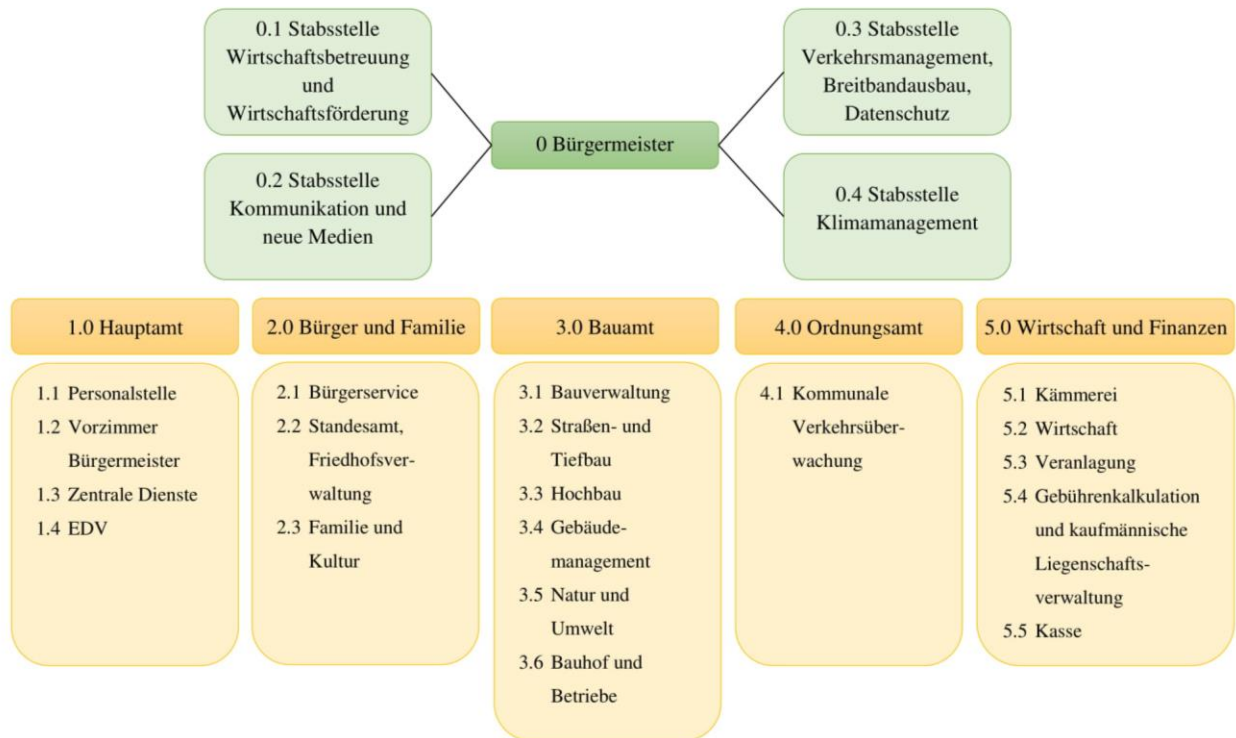 0.1 Stabsstelle
Wirtschaftsbetreuung
und
Wirtschaftsförderung
0.2 Stabsstelle
Kommunikation und
neue Medien
0 Bürgermeister
0.3 Stabsstelle
Verkehrsmanagement,
Breitbandausbau,
Datenschutz
0.4 Stabsstelle
Klimamanagement
1.0 Hauptamt
1.1 Personalstelle
1.2 Vorzimmer
Bürgermeister
1.3 Zentrale Dienste
1.4 EDV
2.0 Bürger und Familie
2.1 Bürgerservice
2.2 Standesamt,
Friedhofsver-
waltung
2.3 Familie und
Kultur
3.0 Bauamt
3.1 Bauverwaltung
3.2 Straßen- und
Tiefbau
3.3 Hochbau
3.4 Gebäude-
management
3.5 Natur und
Umwelt
3.6 Bauhof und
Betriebe
4.0 Ordnungsamt
4.1 Kommunale
Verkehrsüber-
wachung
5.0 Wirtschaft und Finanzen
5.1 Kämmerei
5.2 Wirtschaft
5.3 Veranlagung
5.4 Gebührenkalkulation
und kaufmännische
Liegenschafts-
verwaltung
5.5 Kasse